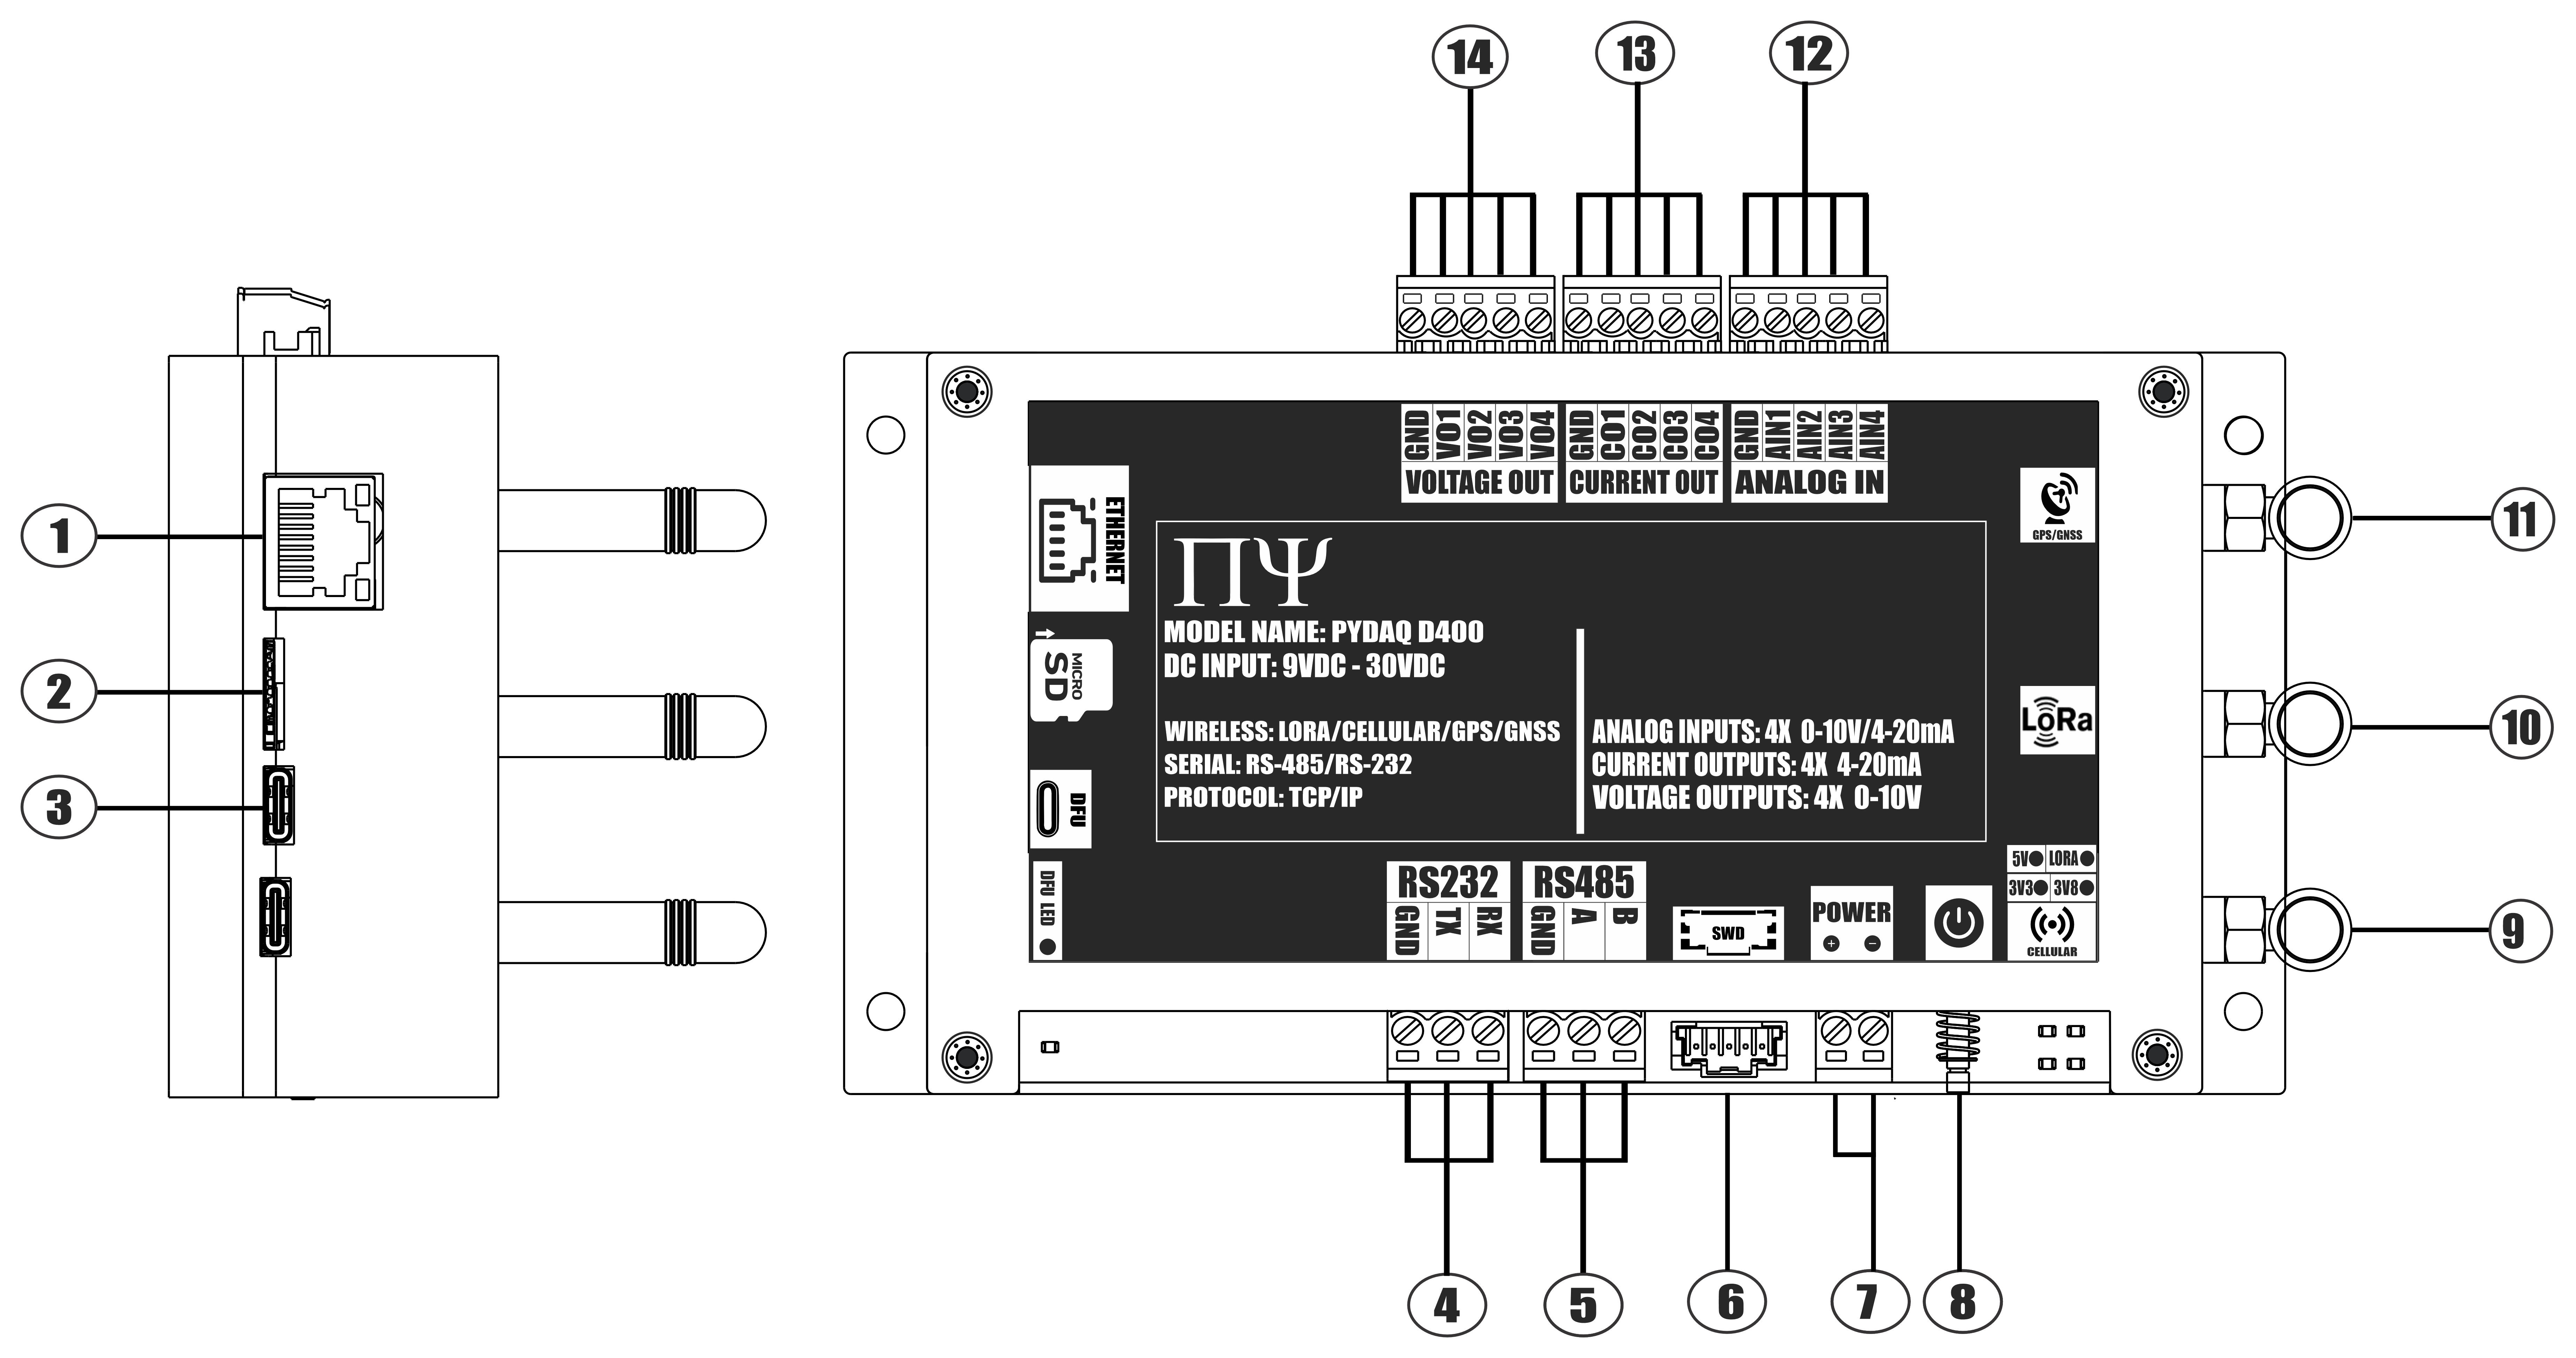 14
13
12
GND VO1 VO2 VO3 VO4
VOLTAGE OUT
GND CO1 CO2 CO3 CO4
CURRENT OUT
GND AIN1 AIN2 AIN3 AIN4
ANALOG IN
1
2
3
ETHERNET
MICRO
SD
DFU
DFU LED
ΠΨ
MODEL NAME: PYDAQ D400
DC INPUT: 9VDC - 30VDC
WIRELESS: LORA/CELLULAR/GPS/GNSS
SERIAL: RS-485/RS-232
PROTOCOL: TCP/IP
ANALOG INPUTS: 4X 0-10V/4-20mA
CURRENT OUTPUTS: 4X 4-20mA
VOLTAGE OUTPUTS: 4X 0-10V
GPS/GNSS
11
LoRa
10
5V LORA
3V3 3V8
CELLULAR
9
RS232
GND TX RX
RS485
GND A B
SWD
POWER
+ −
4
5
6
7
8